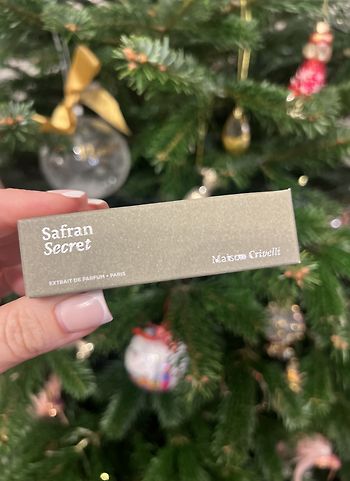 Safran
Secret
Maison Crivelli
EXTRAIT DE PARFUM • PARIS